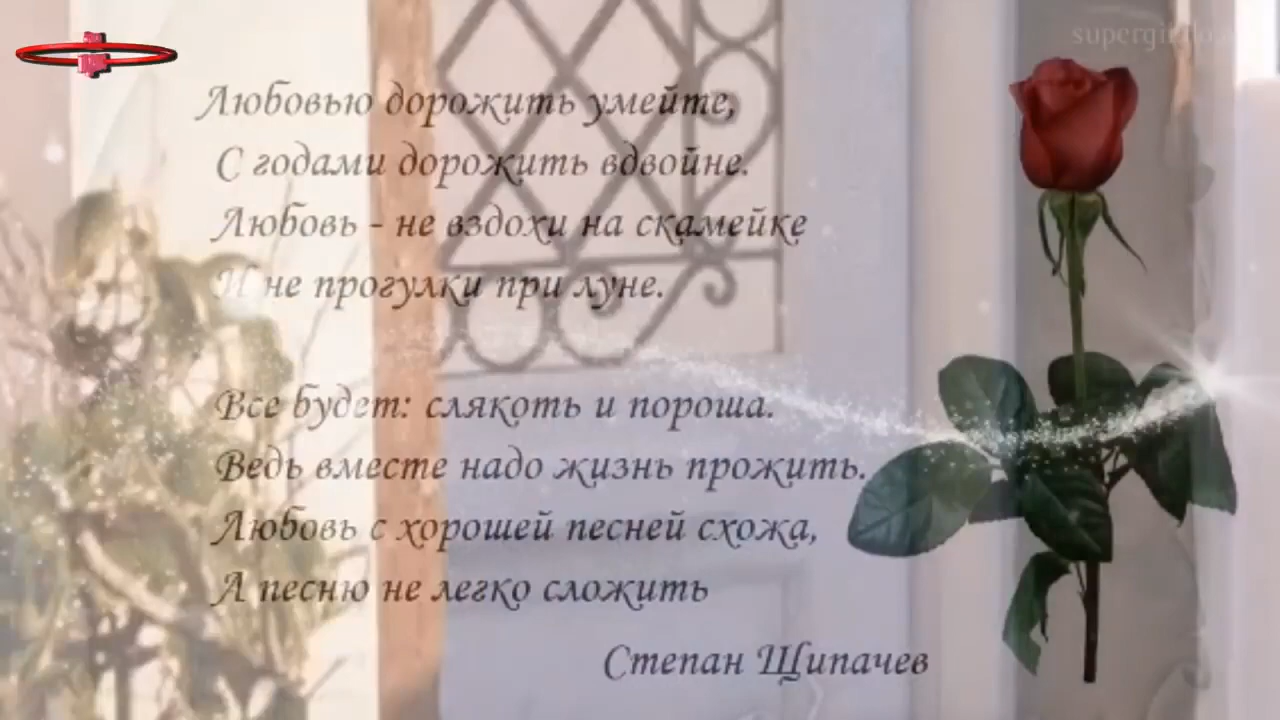 Любовью дорожить умейте,
С годами дорожить вдвойне.
Любовь - не вздохи на скамейке
И не прогулки при луне.
Все будет: слякоть и пороша.
Ведь вместе надо жизнь прожить.
Любовь с хорошей песней схожа,
А песню не легко сложить
Степан Щипачев